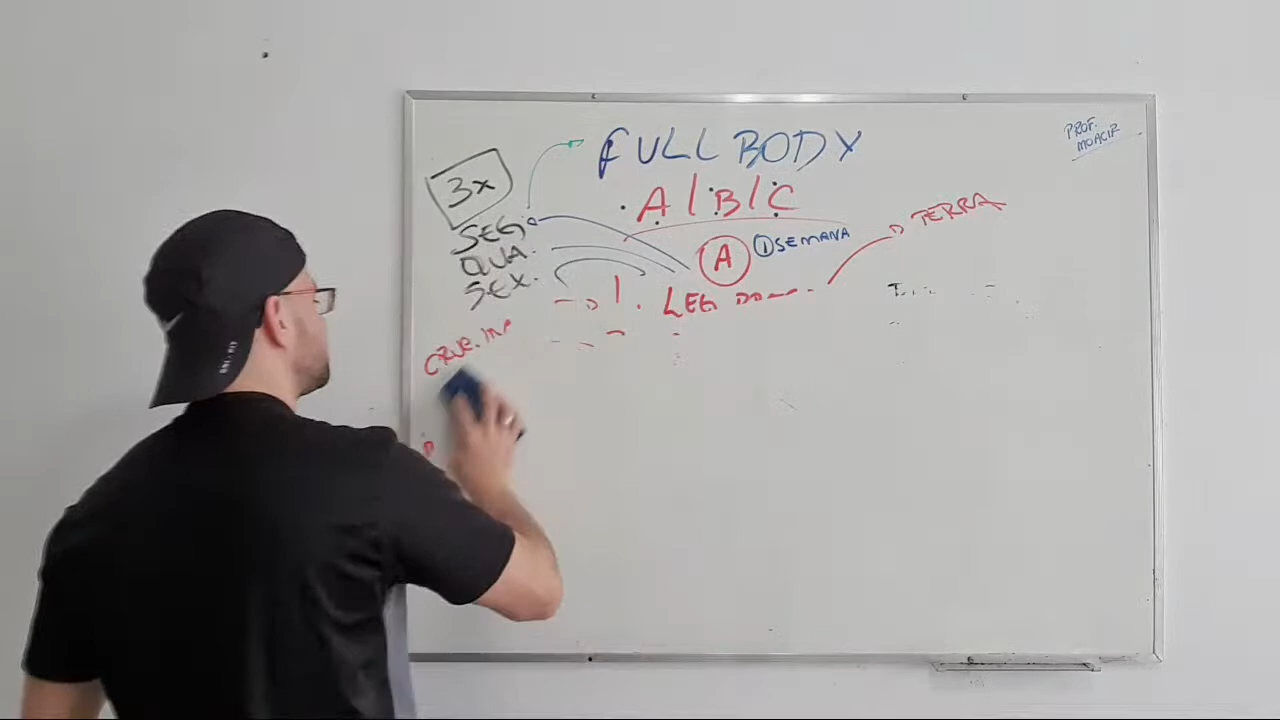 FULL BODY
PROF.
MOACIR
3x
A/B/C
SEG
QUA.
SEX.
A ① SEMANA
TERRA
1. LEG